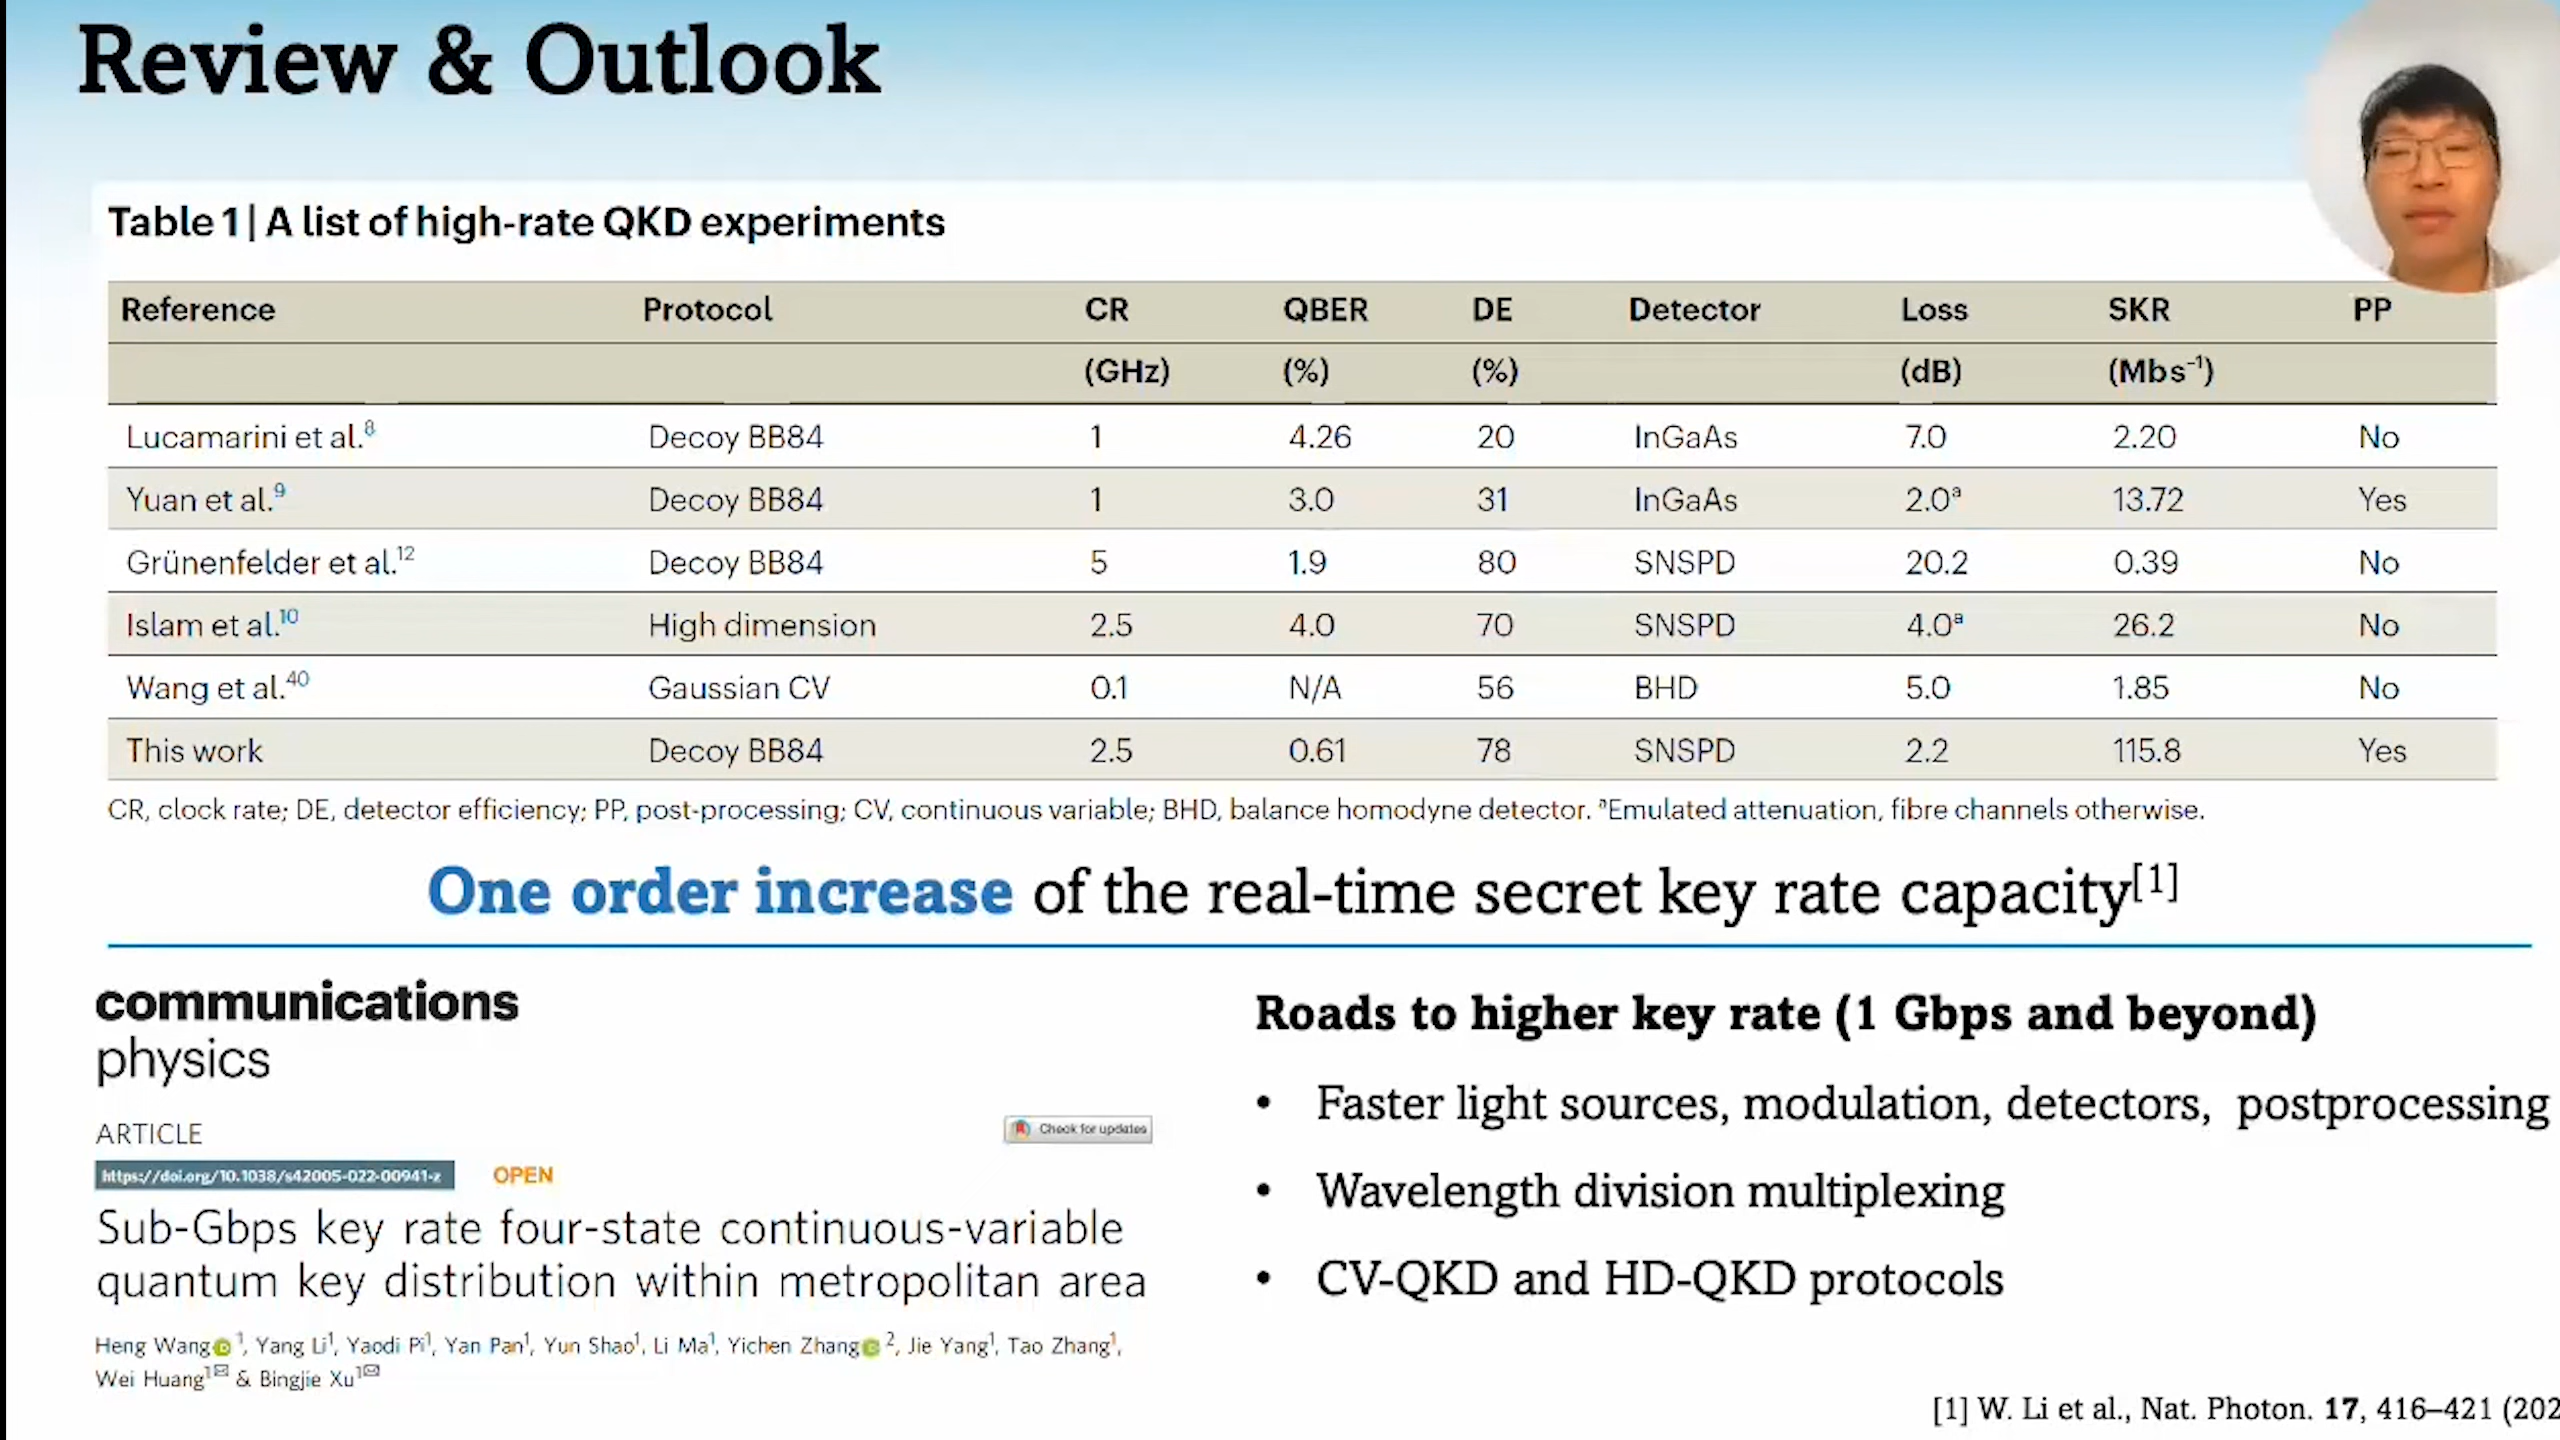 Review & Outlook
Table 1 | A list of high-rate QKD experiments
Reference Protocol CR QBER DE Detector Loss SKR PP
(GHz) (%) (%) (dB) (Mbs⁻¹)
Lucamarini et al.⁸ Decoy BB84 1 4.26 20 InGaAs 7.0 2.20 No
Yuan et al.⁹ Decoy BB84 1 3.0 31 InGaAs 2.0ᵃ 13.72 Yes
Grünenfelder et al.¹² Decoy BB84 5 1.9 80 SNSPD 20.2 0.39 No
Islam et al.¹⁰ High dimension 2.5 4.0 70 SNSPD 4.0ᵃ 26.2 No
Wang et al.⁴⁰ Gaussian CV 0.1 N/A 56 BHD 5.0 1.85 No
This work Decoy BB84 2.5 0.61 78 SNSPD 2.2 115.8 Yes
CR, clock rate; DE, detector efficiency; PP, post-processing; CV, continuous variable; BHD, balance homodyne detector. ᵃEmulated attenuation, fibre channels otherwise.
One order increase of the real-time secret key rate capacity[1]
communications
physics
ARTICLE
Check for updates
https://doi.org/10.1038/s42005-022-00941-z OPEN
Sub-Gbps key rate four-state continuous-variable
quantum key distribution within metropolitan area
Heng Wang¹, Yang Li¹, Yaodi Pi¹, Yan Pan¹, Yun Shao¹, Li Ma¹, Yichen Zhang², Jie Yang¹, Tao Zhang¹,
Wei Huang¹✉ & Bingjie Xu¹✉
Roads to higher key rate (1 Gbps and beyond)
• Faster light sources, modulation, detectors, postprocessing
• Wavelength division multiplexing
• CV-QKD and HD-QKD protocols
[1] W. Li et al., Nat. Photon. 17, 416–421 (202